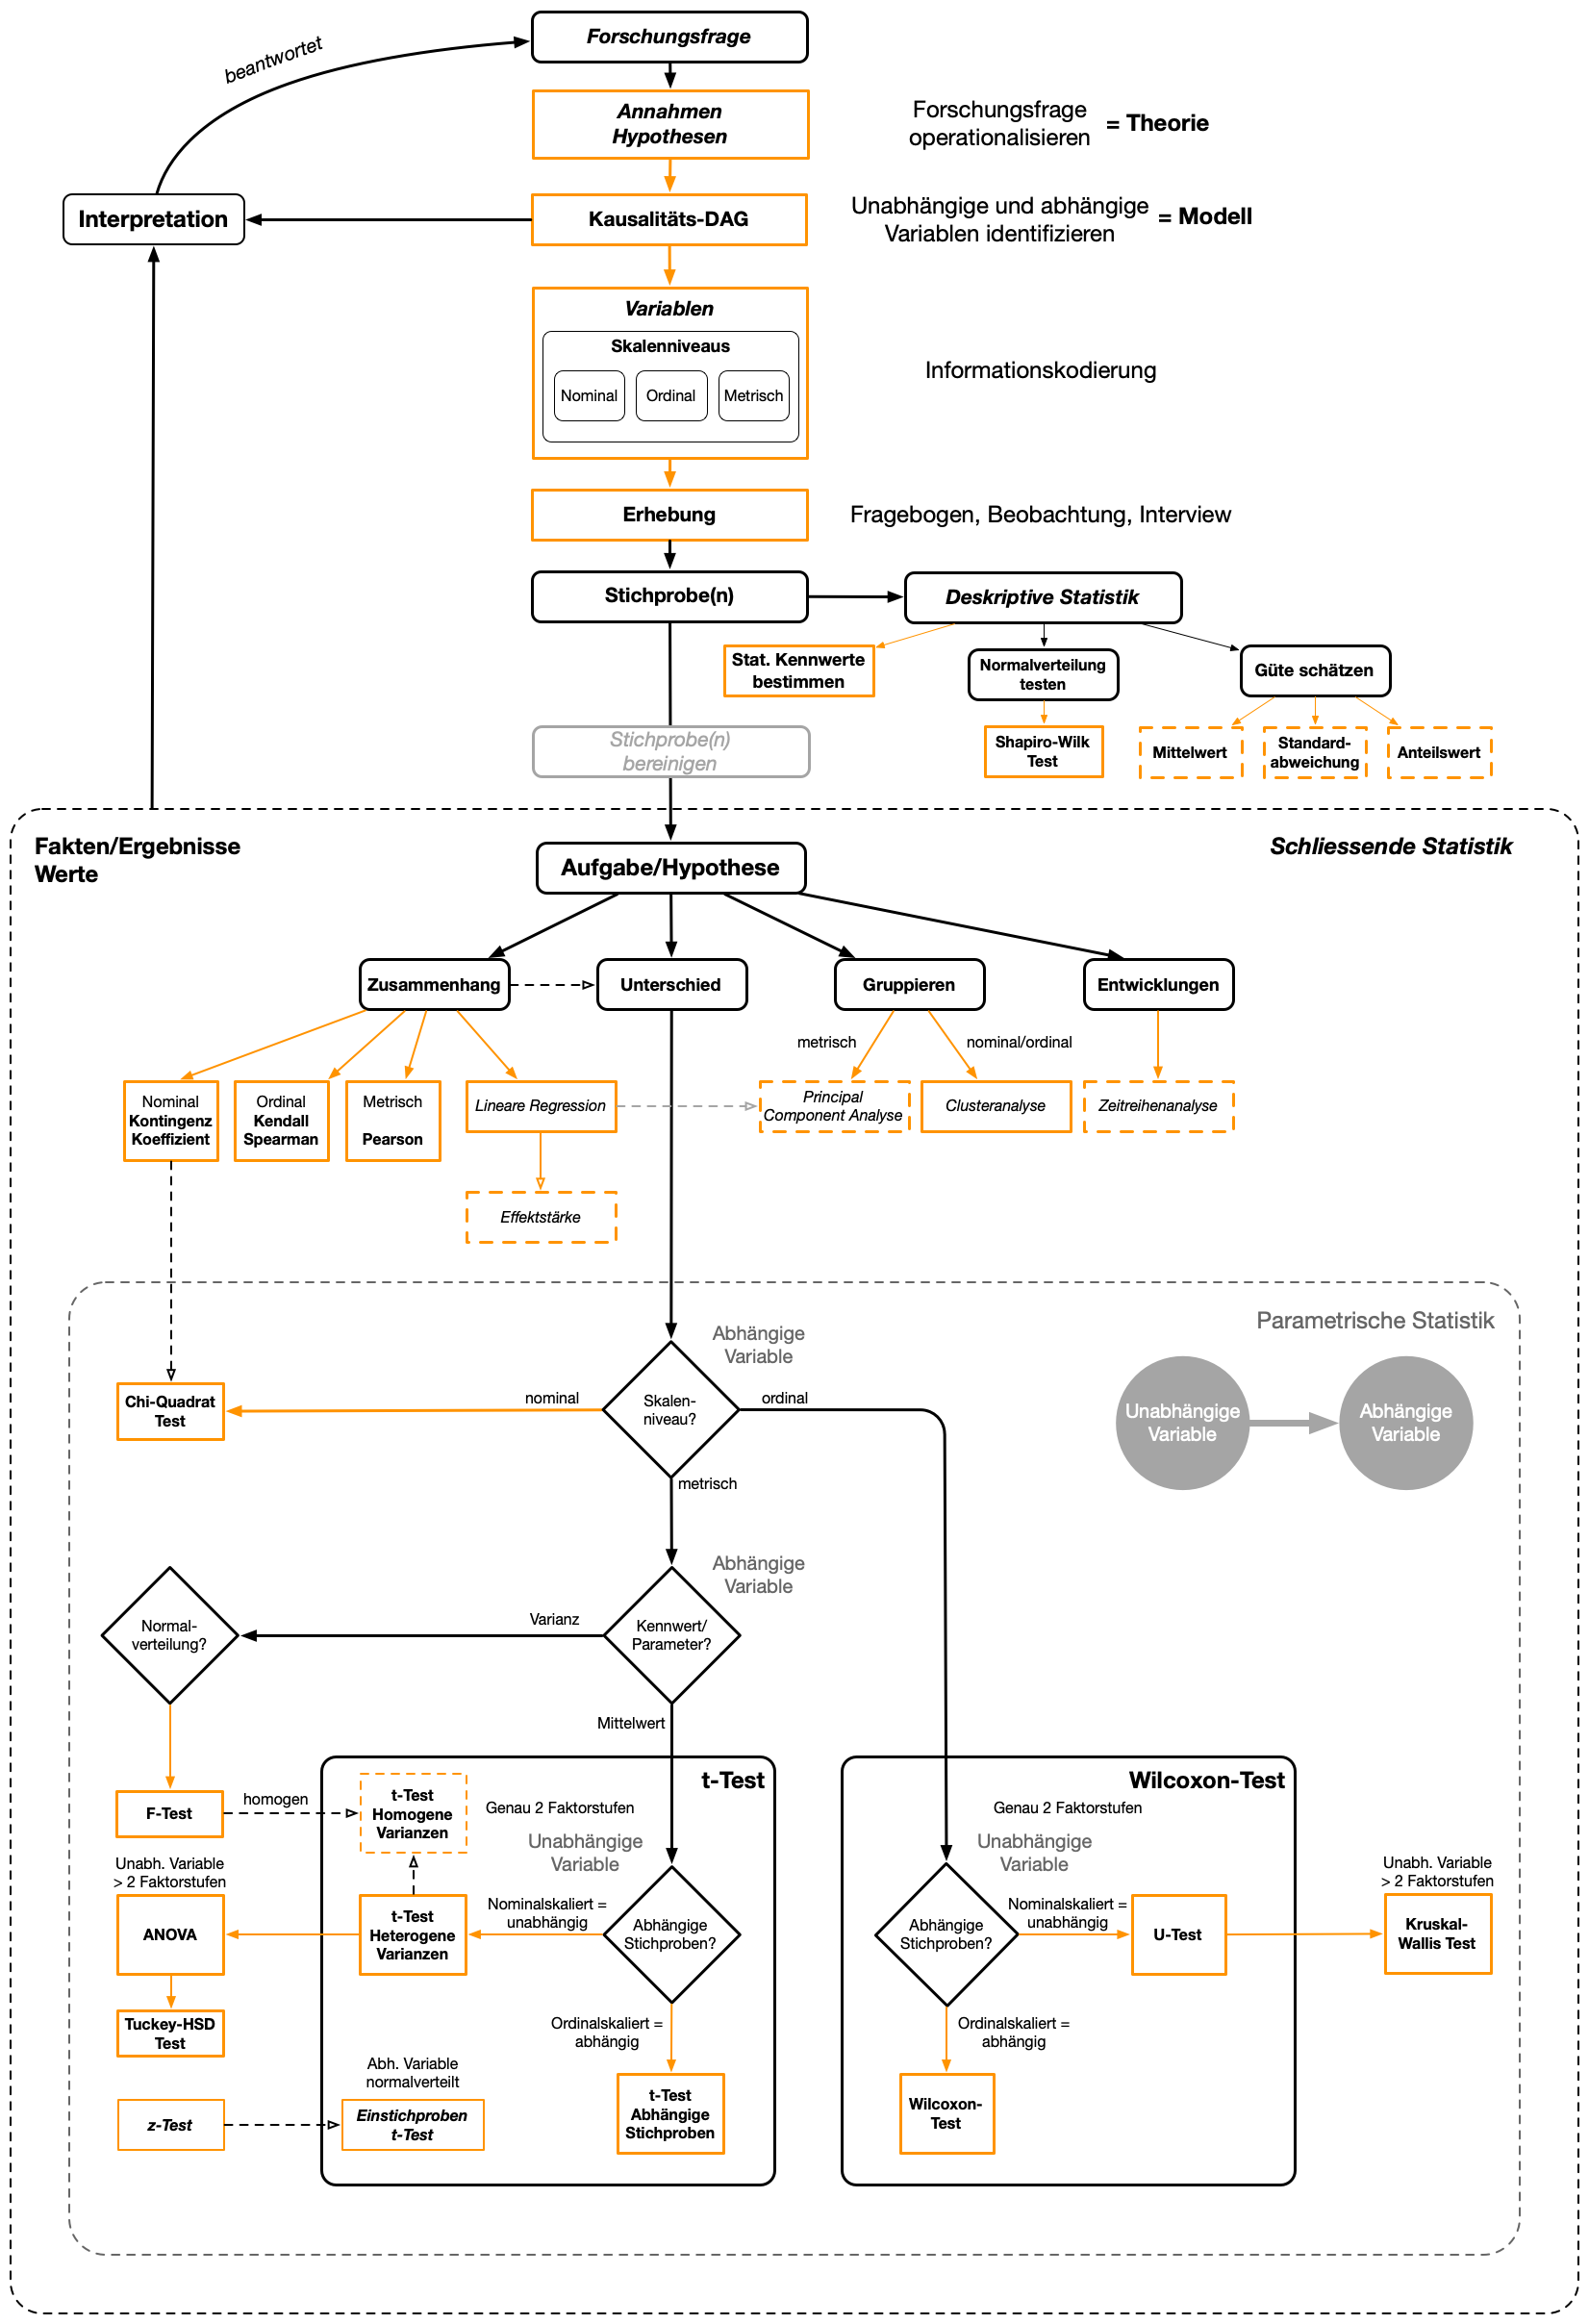 beantwortet
Forschungsfrage
Annahmen
Hypothesen
Forschungsfrage
operationalisieren
= Theorie
Interpretation
Kausalitäts-DAG
Unabhängige und abhängige
Variablen identifizieren
= Modell
Variablen
Skalenniveaus
Nominal
Ordinal
Metrisch
Informationskodierung
Erhebung
Fragebogen, Beobachtung, Interview
Stichprobe(n)
Deskriptive Statistik
Stat. Kennwerte
bestimmen
Normalverteilung
testen
Güte schätzen
Shapiro-Wilk
Test
Mittelwert
Standard-
abweichung
Anteilswert
Stichprobe(n)
bereinigen
Fakten/Ergebnisse
Werte
Schliessende Statistik
Aufgabe/Hypothese
Zusammenhang
Unterschied
Gruppieren
Entwicklungen
metrisch
nominal/ordinal
Nominal
Kontingenz
Koeffizient
Ordinal
Kendall
Spearman
Metrisch
Pearson
Lineare Regression
Principal
Component Analyse
Clusteranalyse
Zeitreihenanalyse
Effektstärke
Parametrische Statistik
Abhängige
Variable
Skalen-
niveau?
nominal
ordinal
metrisch
Chi-Quadrat
Test
Unabhängige
Variable
Abhängige
Variable
Abhängige
Variable
Kennwert/
Parameter?
Varianz
Normal-
verteilung?
Mittelwert
t-Test
Wilcoxon-Test
F-Test
homogen
t-Test
Homogene
Varianzen
Genau 2 Faktorstufen
Unabhängige
Variable
Genau 2 Faktorstufen
Unabhängige
Variable
Unabh. Variable
> 2 Faktorstufen
ANOVA
t-Test
Heterogene
Varianzen
Nominalskaliert =
unabhängig
Abhängige
Stichproben?
Abhängige
Stichproben?
Nominalskaliert =
unabhängig
U-Test
Unabh. Variable
> 2 Faktorstufen
Kruskal-
Wallis Test
Tuckey-HSD
Test
Ordinalskaliert =
abhängig
Ordinalskaliert =
abhängig
Abh. Variable
normalverteilt
z-Test
Einstichproben
t-Test
t-Test
Abhängige
Stichproben
Wilcoxon-
Test